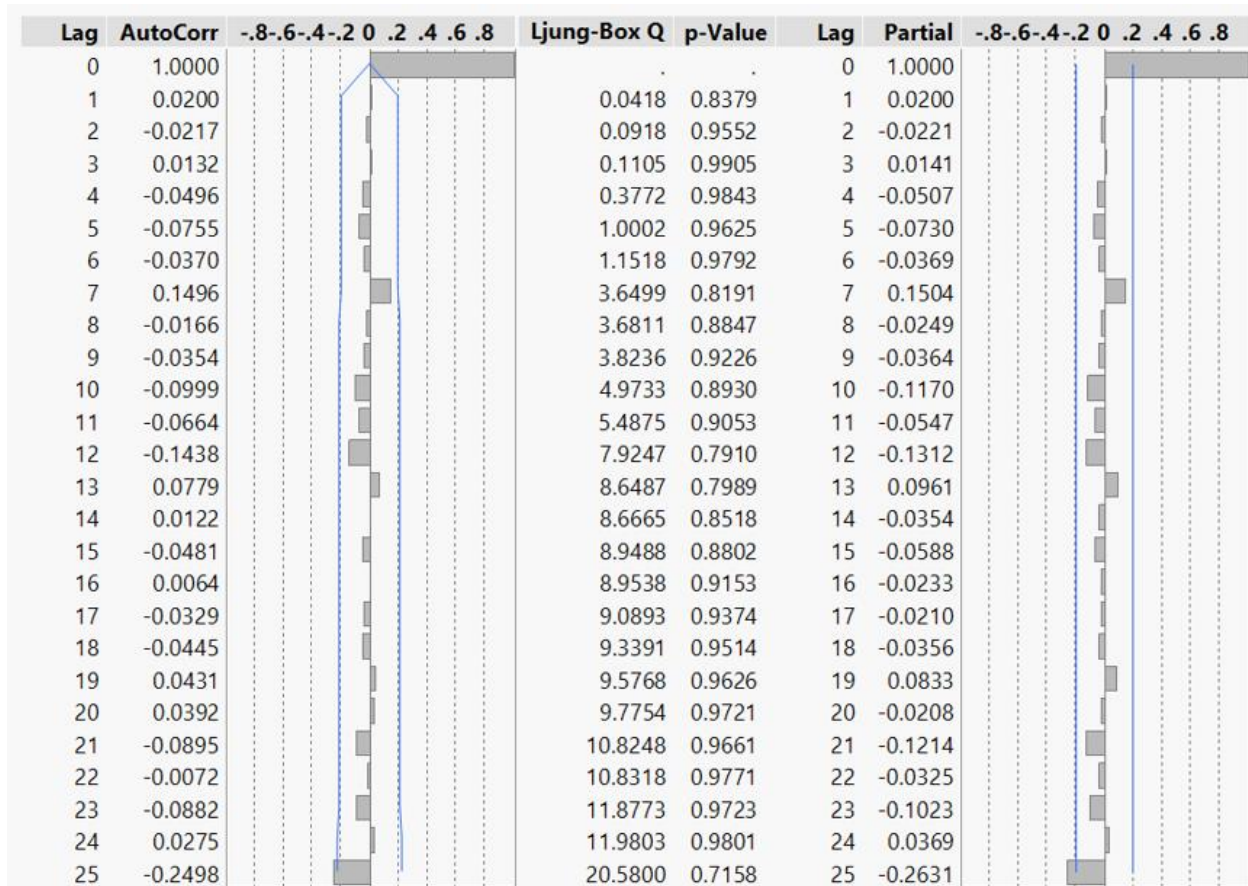 Lag AutoCorr -.8-.6-.4-.2 0 .2 .4 .6 .8 Ljung-Box Q p-Value Lag Partial -.8-.6-.4-.2 0 .2 .4 .6 .8
0 1.0000 . . 0 1.0000
1 0.0200 0.0418 0.8379 1 0.0200
2 -0.0217 0.0918 0.9552 2 -0.0221
3 0.0132 0.1105 0.9905 3 0.0141
4 -0.0496 0.3772 0.9843 4 -0.0507
5 -0.0755 1.0002 0.9625 5 -0.0730
6 -0.0370 1.1518 0.9792 6 -0.0369
7 0.1496 3.6499 0.8191 7 0.1504
8 -0.0166 3.6811 0.8847 8 -0.0249
9 -0.0354 3.8236 0.9226 9 -0.0364
10 -0.0999 4.9733 0.8930 10 -0.1170
11 -0.0664 5.4875 0.9053 11 -0.0547
12 -0.1438 7.9247 0.7910 12 -0.1312
13 0.0779 8.6487 0.7989 13 0.0961
14 0.0122 8.6665 0.8518 14 -0.0354
15 -0.0481 8.9488 0.8802 15 -0.0588
16 0.0064 8.9538 0.9153 16 -0.0233
17 -0.0329 9.0893 0.9374 17 -0.0210
18 -0.0445 9.3391 0.9514 18 -0.0356
19 0.0431 9.5768 0.9626 19 0.0833
20 0.0392 9.7754 0.9721 20 -0.0208
21 -0.0895 10.8248 0.9661 21 -0.1214
22 -0.0072 10.8318 0.9771 22 -0.0325
23 -0.0882 11.8773 0.9723 23 -0.1023
24 0.0275 11.9803 0.9801 24 0.0369
25 -0.2498 20.5800 0.7158 25 -0.2631